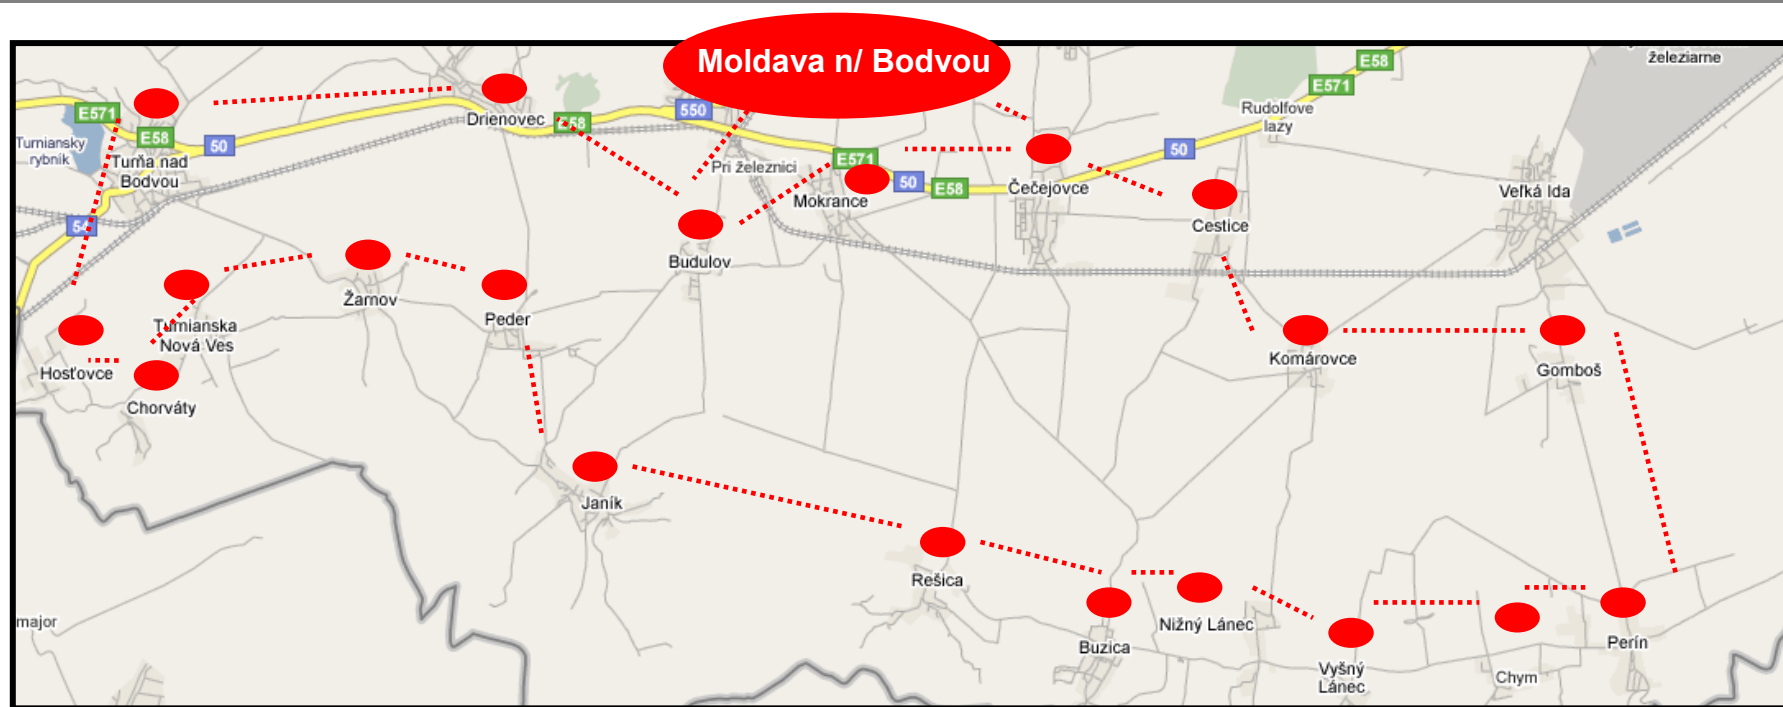 Moldava n/ Bodvou
železiarne
E58
E571
E571
550
Rudolfove
lazy
Drienovec
E58
E58
50
Turniansky
rybnik
Turňa nad
Bodvou
Pri železnici
E571
50
50
E58
Čečejovce
Mokrance
Veľká Ida
Cestice
Budulov
Žarnov
Peder
Turnianska
Nová Ves
Hosťovce
Chorváty
Komárovce
Gomboš
Janík
Rešica
major
Nižný Lánec
Buzica
Perín
Vyšný
Lánec
Chym